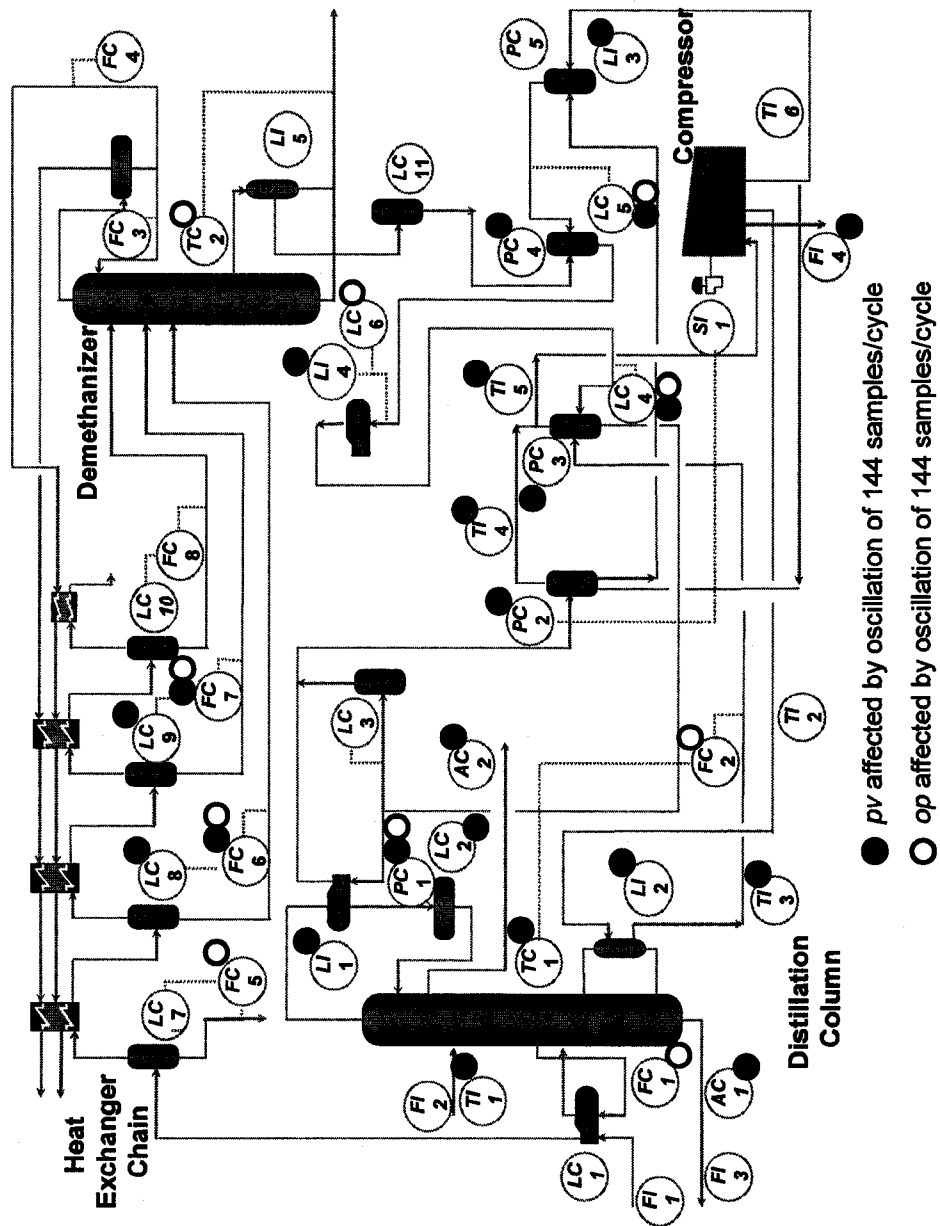 Heat
Exchanger
Chain
LC
7
FC
5
LC
8
FC
6
LC
9
FC
7
LC
10
FC
8
Demethanizer
FC
3
FC
4
TC
2
LI
5
LC
6
LI
4
LC
11
PC
4
LC
5
PC
5
LI
3
FI
2
TI
1
LC
1
FI
1
FI
3
AC
1
FC
1
Distillation
Column
LI
1
PC
1
LC
2
LC
3
AC
2
TC
1
LI
2
TI
3
FC
2
TI
2
PC
2
TI
4
PC
3
TI
5
LC
4
SI
1
Compressor
FI
4
TI
6
pv affected by oscillation of 144 samples/cycle
op affected by oscillation of 144 samples/cycle